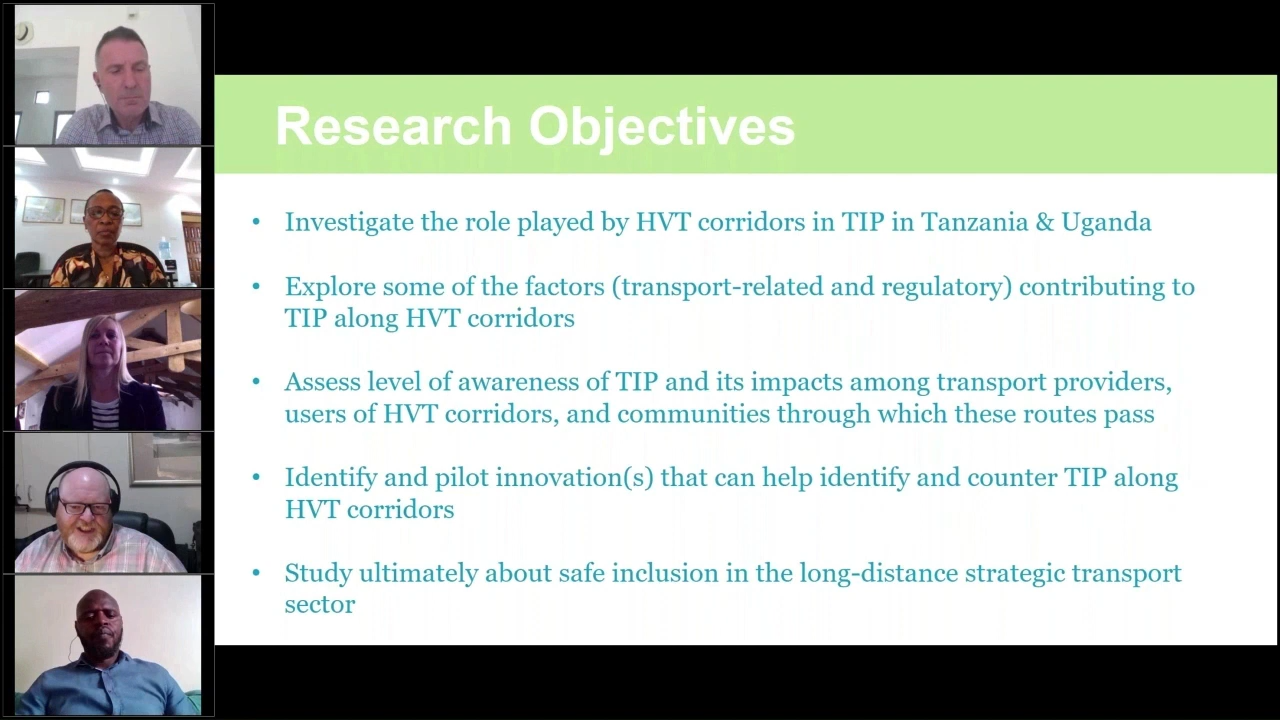 Research Objectives
• Investigate the role played by HVT corridors in TIP in Tanzania & Uganda
• Explore some of the factors (transport-related and regulatory) contributing to
TIP along HVT corridors
• Assess level of awareness of TIP and its impacts among transport providers,
users of HVT corridors, and communities through which these routes pass
• Identify and pilot innovation(s) that can help identify and counter TIP along
HVT corridors
• Study ultimately about safe inclusion in the long-distance strategic transport
sector